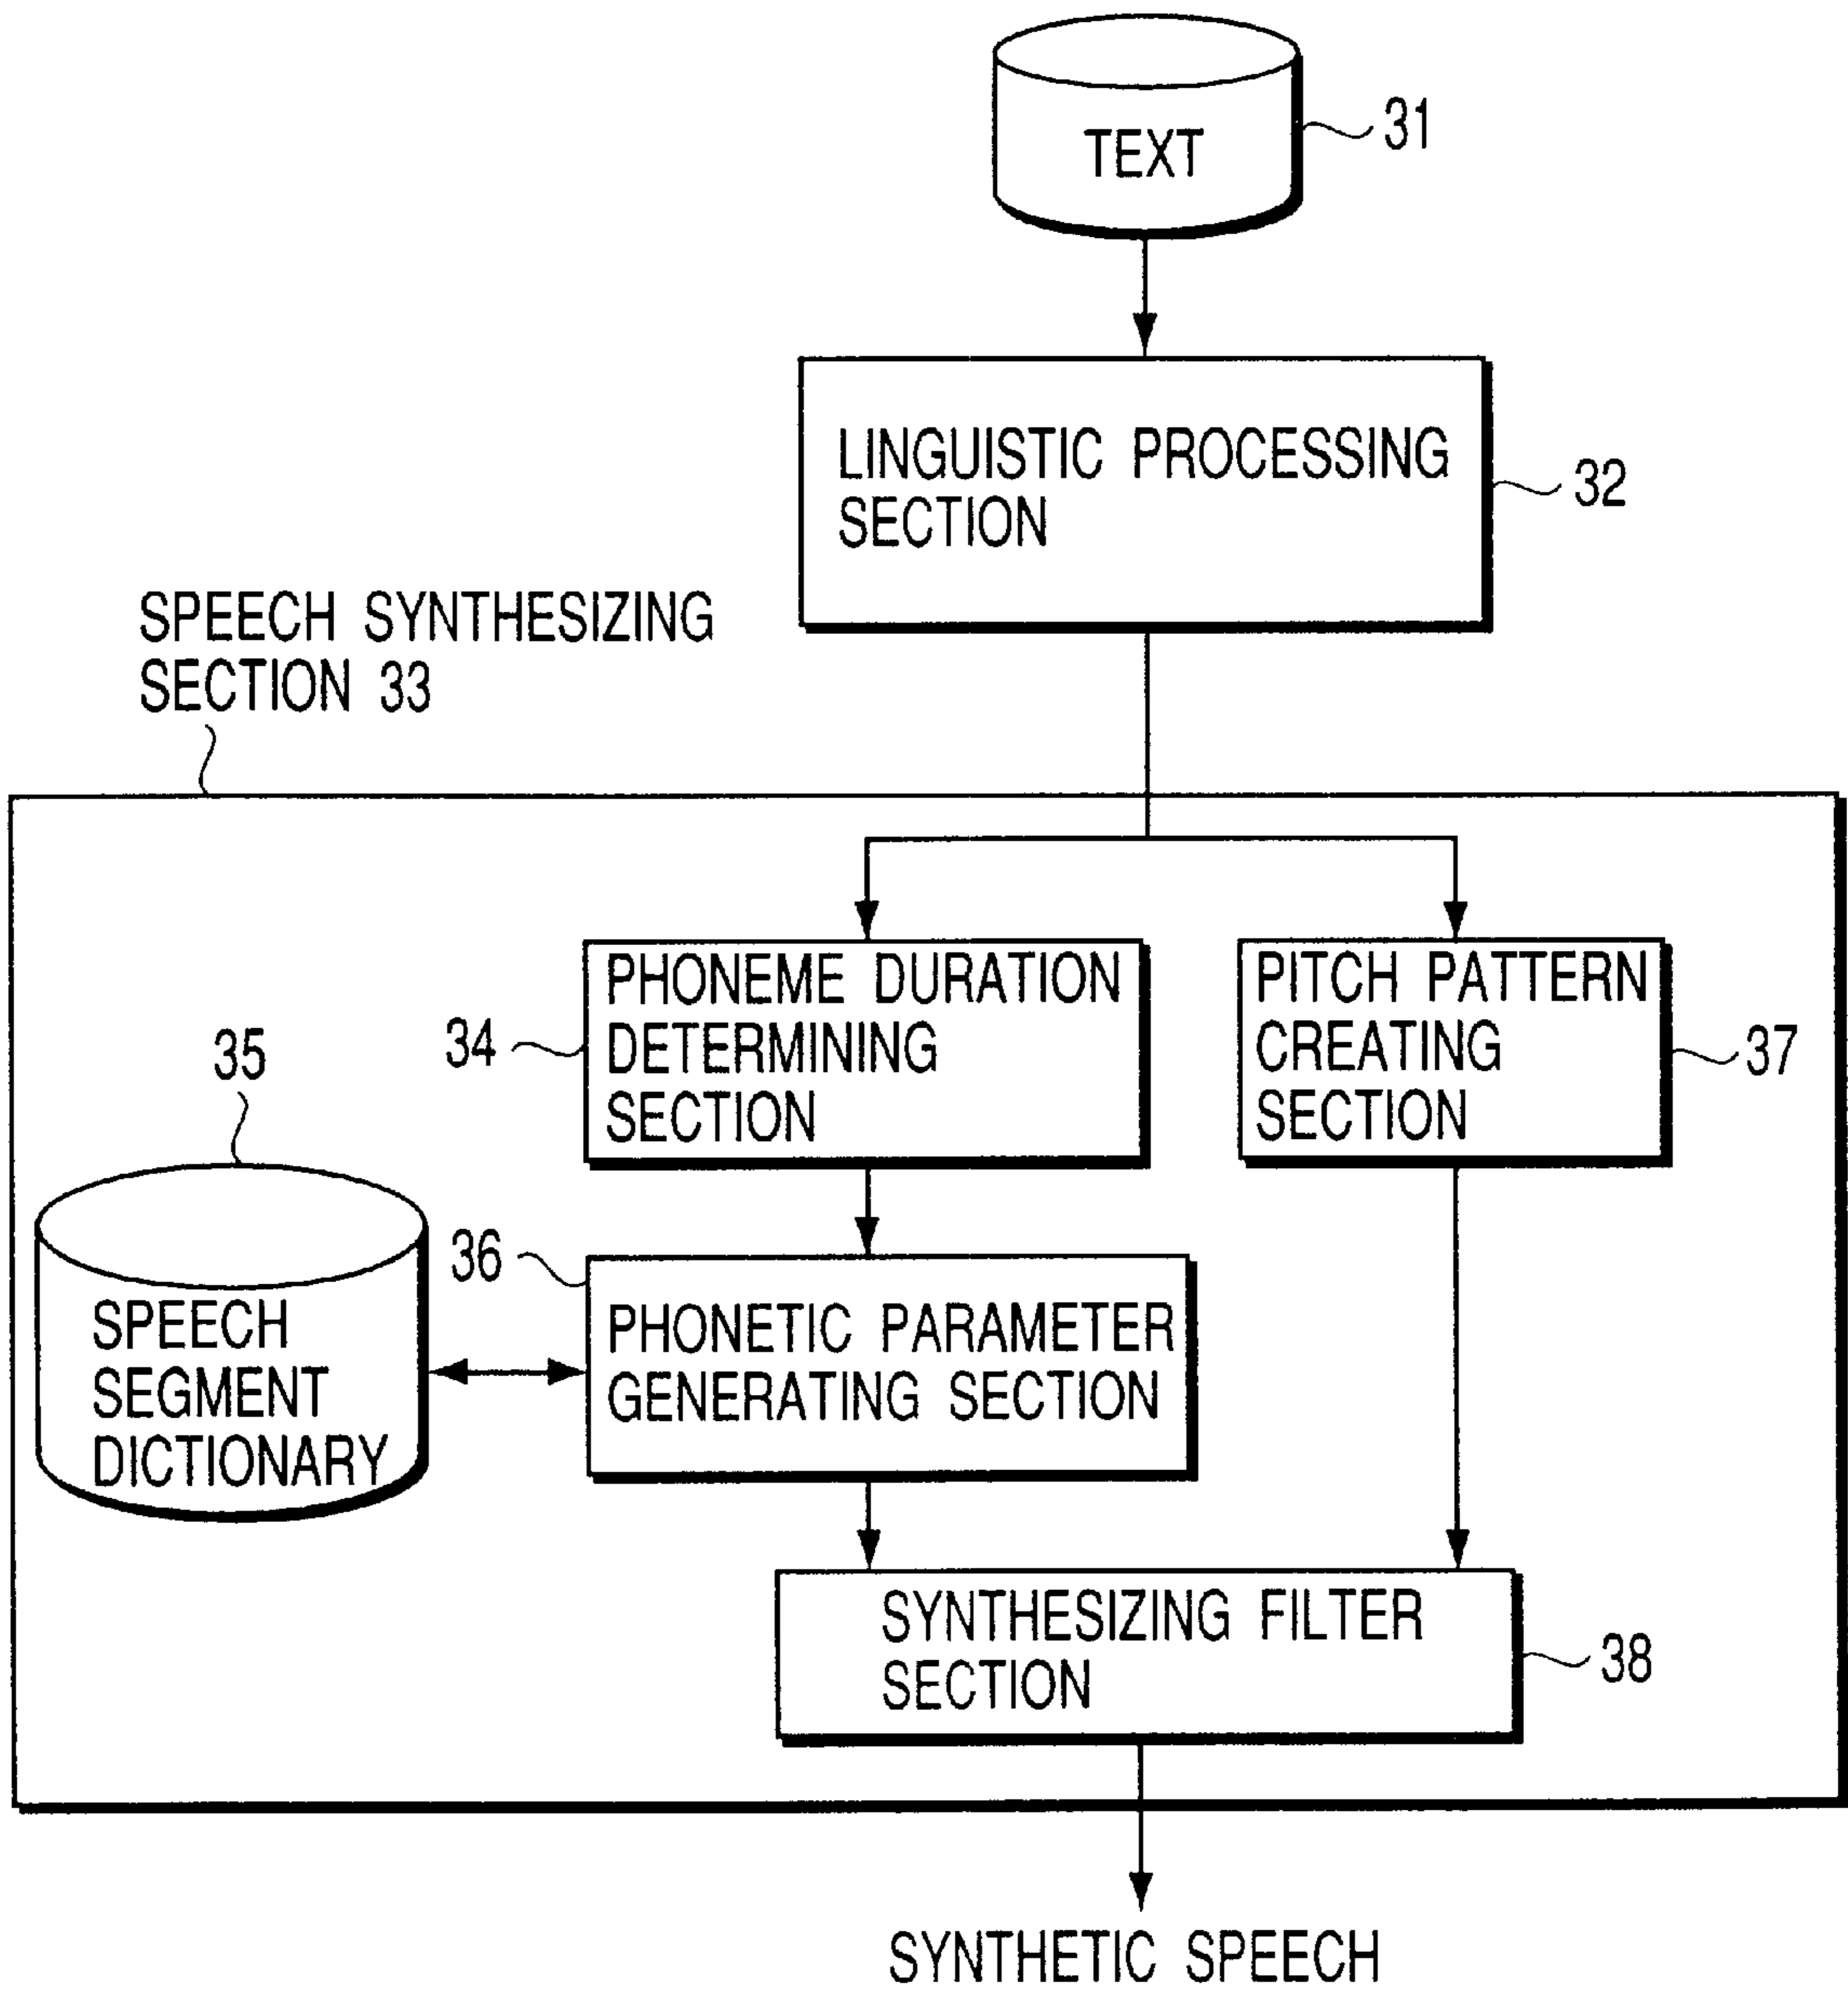 TEXT
31
LINGUISTIC PROCESSING
SECTION
32
SPEECH SYNTHESIZING
SECTION 33
PHONEME DURATION
DETERMINING
SECTION
34
PITCH PATTERN
CREATING
SECTION
37
35
SPEECH
SEGMENT
DICTIONARY
36
PHONETIC PARAMETER
GENERATING SECTION
SYNTHESIZING FILTER
SECTION
38
SYNTHETIC SPEECH